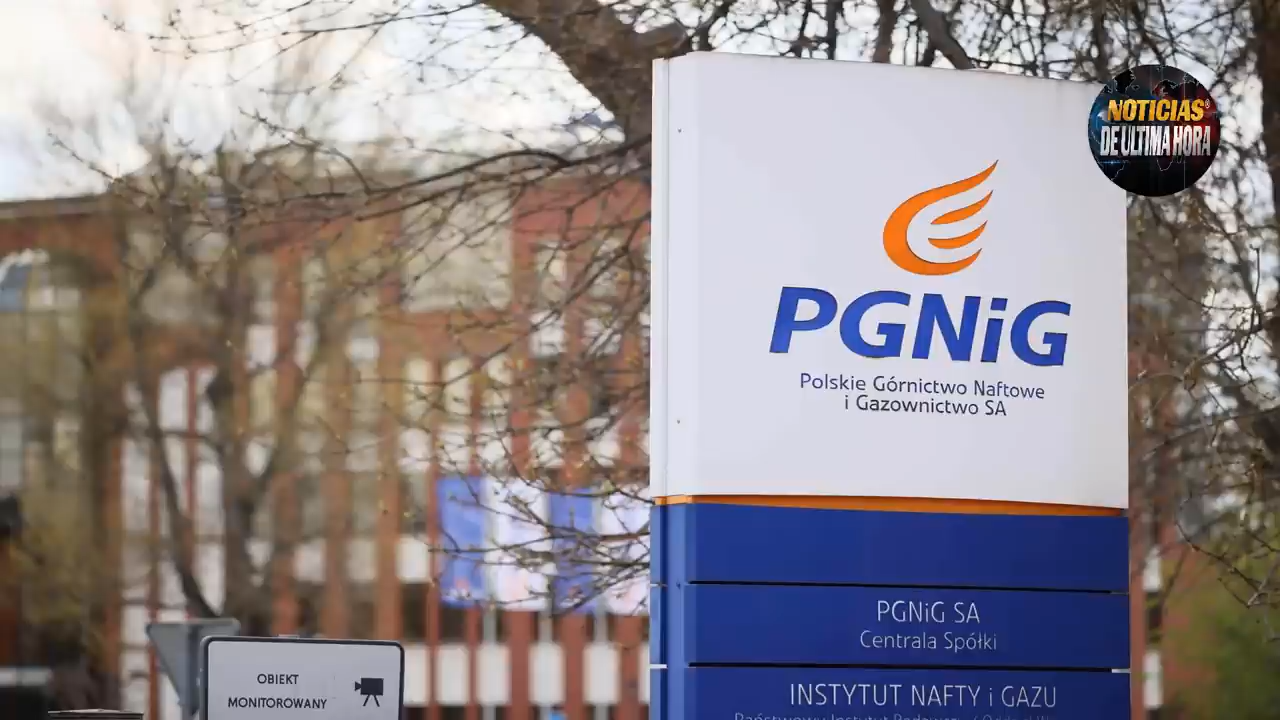 NOTICIAS®
DE ULTIMA HORA
PGNiG
Polskie Górnictwo Naftowe
i Gazownictwo SA
PGNiG SA
Centrala Spółki
INSTYTUT NAFTY i GAZU
OBIEKT
MONITOROWANY